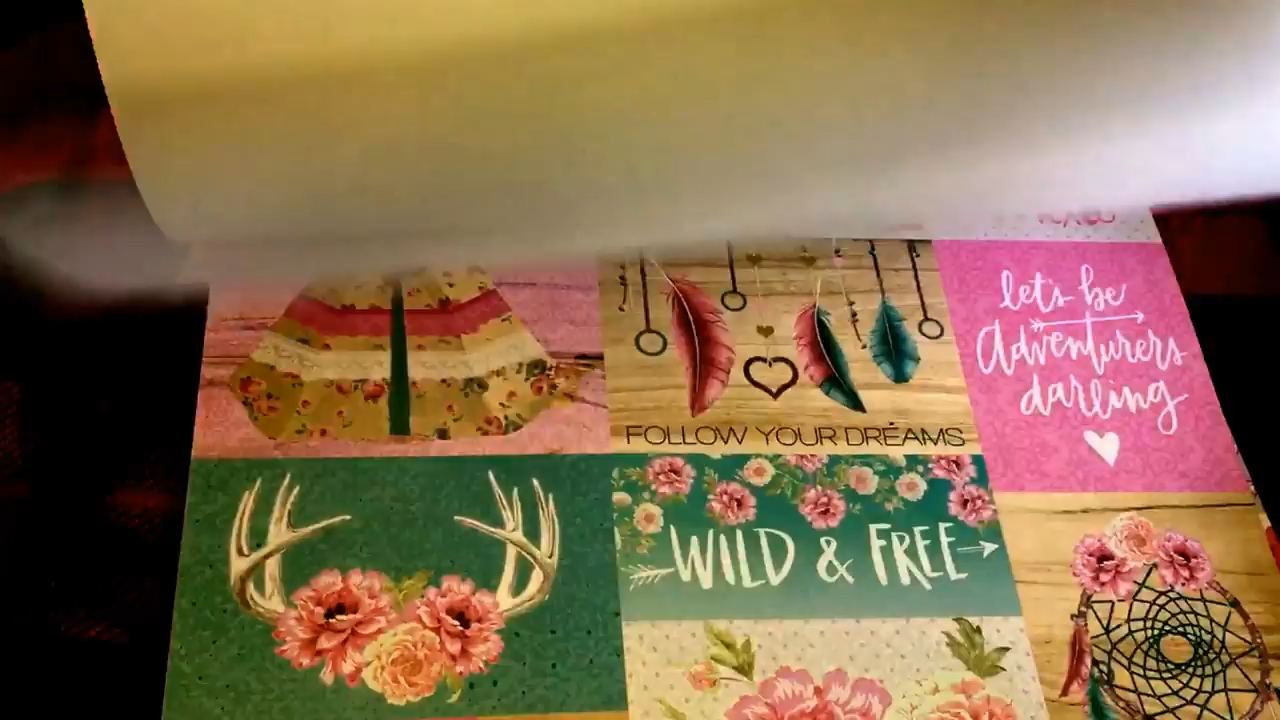 let's be
Adventurers
darling
FOLLOW YOUR DREAMS
WILD & FREE